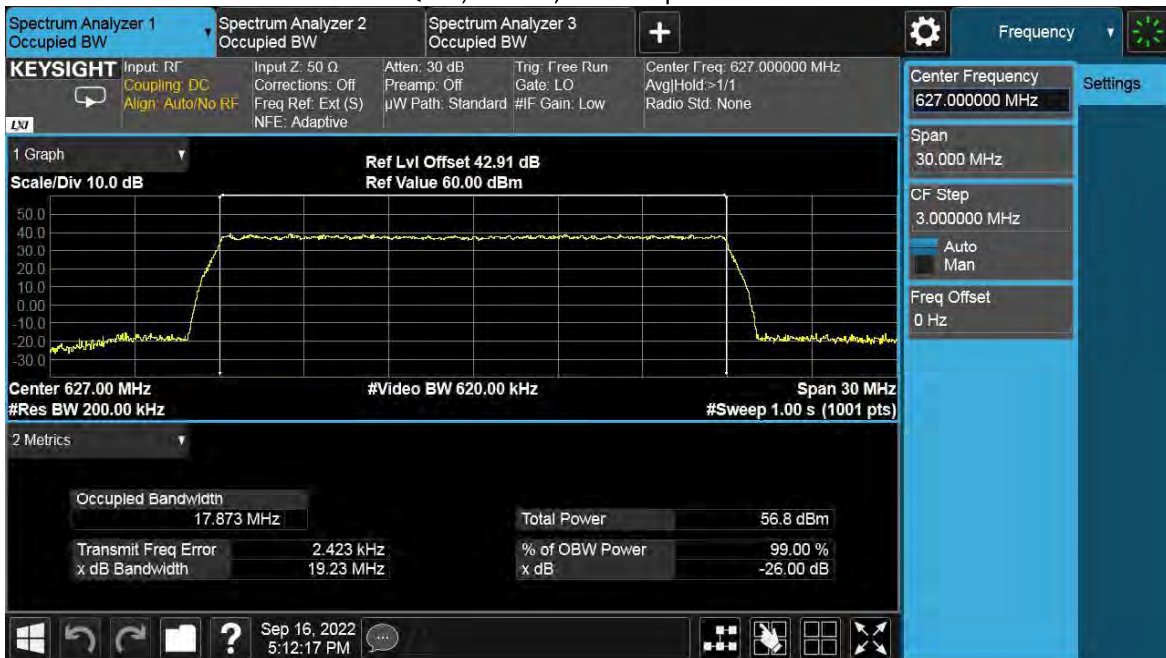 Spectrum Analyzer 1
Occupied BW
Spectrum Analyzer 2
Occupied BW
Spectrum Analyzer 3
Occupied BW
+
Frequency
KEYSIGHT
LXI
Input: RF
Coupling: DC
Align: Auto/No RF
Input Z: 50 Ω
Corrections: Off
Freq Ref: Ext (S)
NFE: Adaptive
Atten: 30 dB
Preamp: Off
µW Path: Standard
Trig: Free Run
Gate: LO
#IF Gain: Low
Center Freq: 627.000000 MHz
Avg|Hold:>1/1
Radio Std: None
Center Frequency
627.000000 MHz
Settings
Span
30.000 MHz
CF Step
3.000000 MHz
Auto
Man
Freq Offset
0 Hz
1 Graph
Scale/Div 10.0 dB
Ref Lvl Offset 42.91 dB
Ref Value 60.00 dBm
50.0
40.0
30.0
20.0
10.0
0.00
-10.0
-20.0
-30.0
Center 627.00 MHz
#Video BW 620.00 kHz
Span 30 MHz
#Res BW 200.00 kHz
#Sweep 1.00 s (1001 pts)
2 Metrics
Occupied Bandwidth
17.873 MHz
Total Power 56.8 dBm
Transmit Freq Error 2.423 kHz
% of OBW Power 99.00 %
x dB Bandwidth 19.23 MHz
x dB -26.00 dB
?
Sep 16, 2022
5:12:17 PM